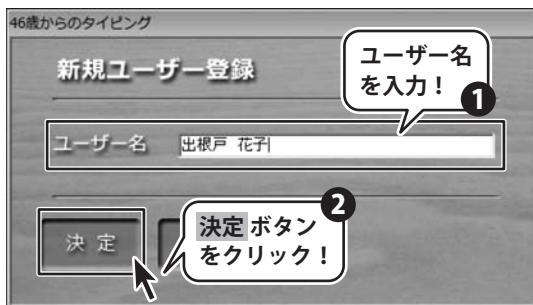 46歳からのタイピング
新規ユーザー登録
ユーザー名
を入力！
1
ユーザー名 出根戸 花子
2
決定 ボタン
をクリック！
決 定